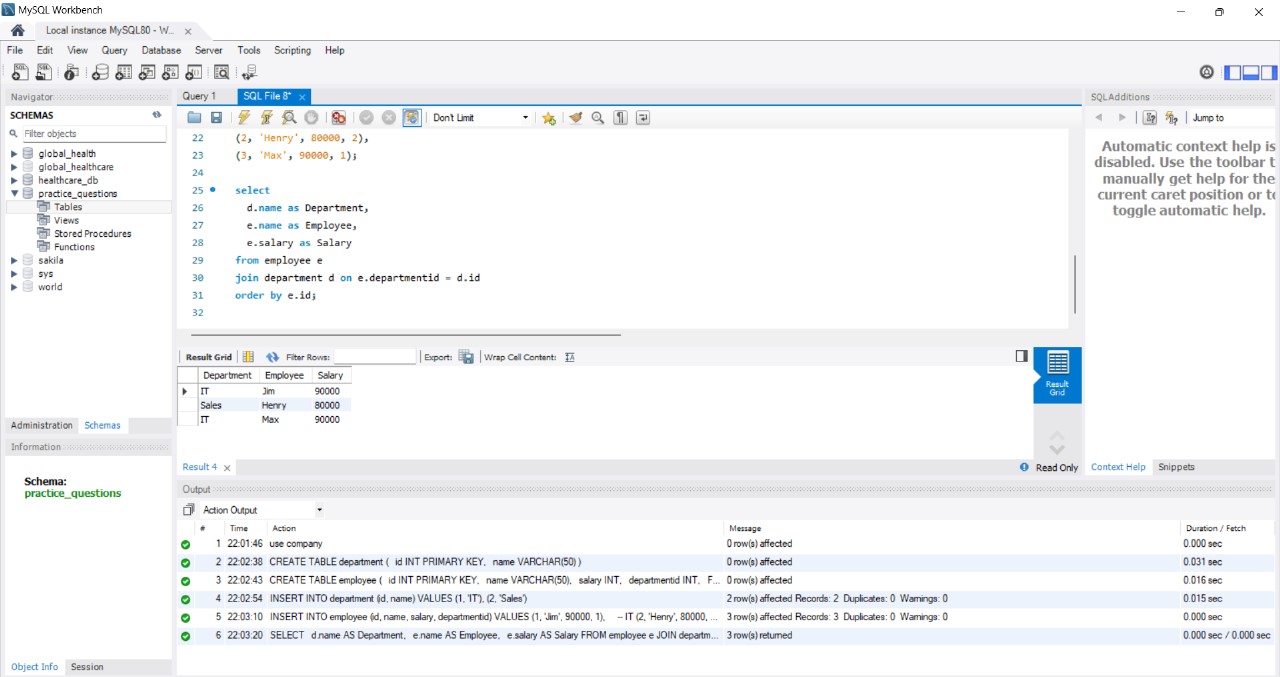 MySQL Workbench
Local instance MySQL80 - W...
File Edit View Query Database Server Tools Scripting Help
Navigator
SCHEMAS
Filter objects
global_health
global_healthcare
healthcare_db
practice_questions
Tables
Views
Stored Procedures
Functions
sakila
sys
world
Administration Schemas
Information
Schema:
practice_questions
Object Info Session
Query 1 SQL File 8*
Don't Limit
22 (2, 'Henry', 80000, 2),
23 (3, 'Max', 90000, 1);
24
25 select
26 d.name as Department,
27 e.name as Employee,
28 e.salary as Salary
29 from employee e
30 join department d on e.departmentid = d.id
31 order by e.id;
32
Result Grid Filter Rows: Export: Wrap Cell Content: IA
Department Employee Salary
IT Jim 90000
Sales Henry 80000
IT Max 90000
Result Grid
Result 4
Read Only
SQLAdditions
Jump to
Automatic context help is
disabled. Use the toolbar t
manually get help for the
current caret position or to
toggle automatic help.
Context Help Snippets
Output
Action Output
# Time Action Message Duration / Fetch
1 22:01:46 use company 0 row(s) affected 0.000 sec
2 22:02:38 CREATE TABLE department ( id INT PRIMARY KEY, name VARCHAR(50) ) 0 row(s) affected 0.031 sec
3 22:02:43 CREATE TABLE employee ( id INT PRIMARY KEY, name VARCHAR(50), salary INT, departmentid INT, F... 0 row(s) affected 0.016 sec
4 22:02:54 INSERT INTO department (id, name) VALUES (1, 'IT'), (2, 'Sales') 2 row(s) affected Records: 2 Duplicates: 0 Warnings: 0 0.015 sec
5 22:03:10 INSERT INTO employee (id, name, salary, departmentid) VALUES (1, 'Jim', 90000, 1), -- IT (2, 'Henry', 80000, ... 3 row(s) affected Records: 3 Duplicates: 0 Warnings: 0 0.000 sec
6 22:03:20 SELECT d.name AS Department, e.name AS Employee, e.salary AS Salary FROM employee e JOIN departm... 3 row(s) returned 0.000 sec / 0.000 sec